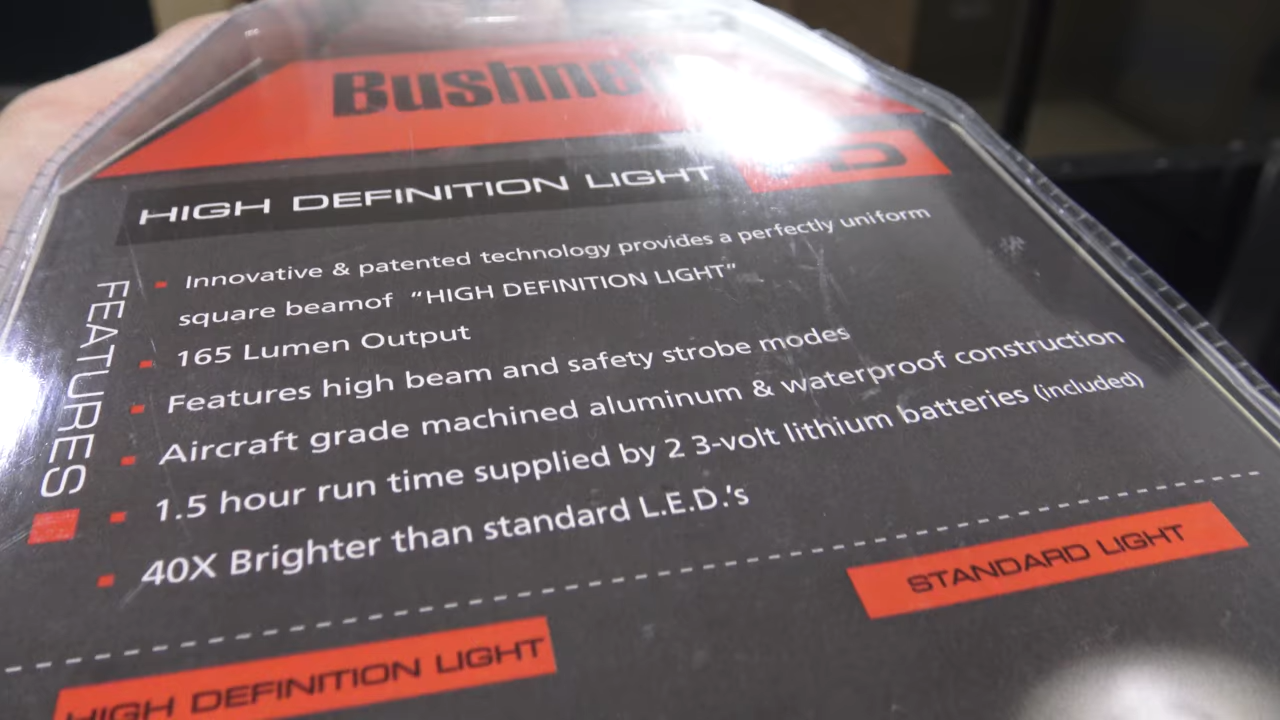 HIGH DEFINITION LIGHT
FEATURES
Innovative & patented technology provides a perfectly uniform
square beamof "HIGH DEFINITION LIGHT"
165 Lumen Output
Features high beam and safety strobe modes
Aircraft grade machined aluminum & waterproof construction
1.5 hour run time supplied by 2 3-volt lithium batteries (included)
40X Brighter than standard L.E.D.'s
STANDARD LIGHT
HIGH DEFINITION LIGHT